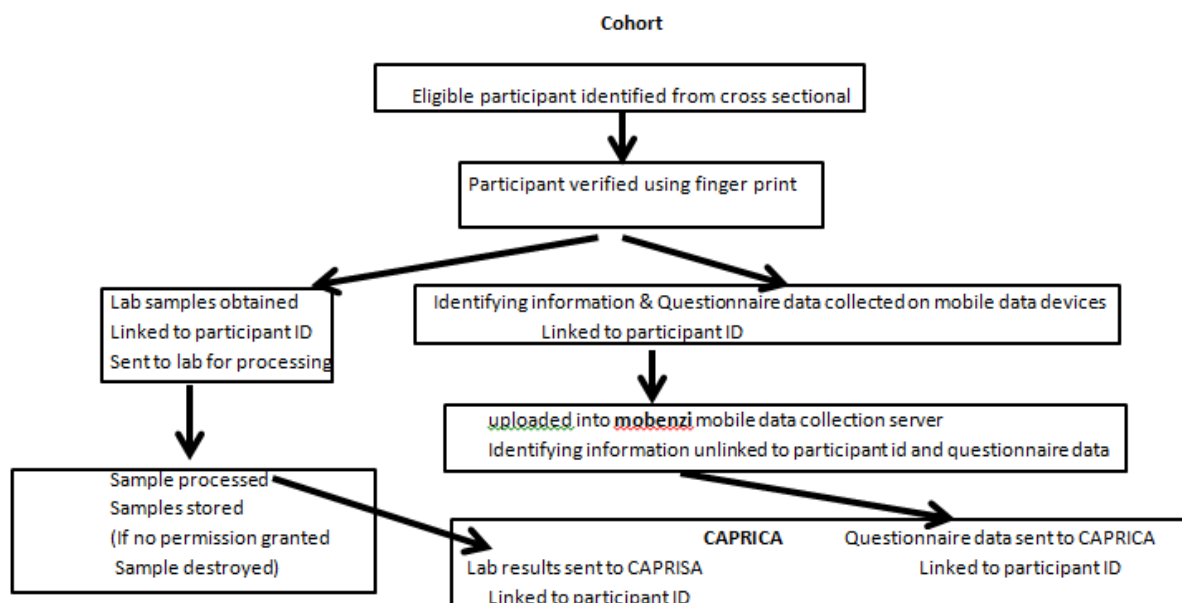 Cohort
Eligible participant identified from cross sectional
Participant verified using finger print
Lab samples obtained
Linked to participant ID
Sent to lab for processing
Identifying information & Questionnaire data collected on mobile data devices
Linked to participant ID
uploaded into mobenzi mobile data collection server
Identifying information unlinked to participant id and questionnaire data
Sample processed
Samples stored
(If no permission granted
Sample destroyed)
CAPRICA
Lab results sent to CAPRISA
Linked to participant ID
Questionnaire data sent to CAPRICA
Linked to participant ID